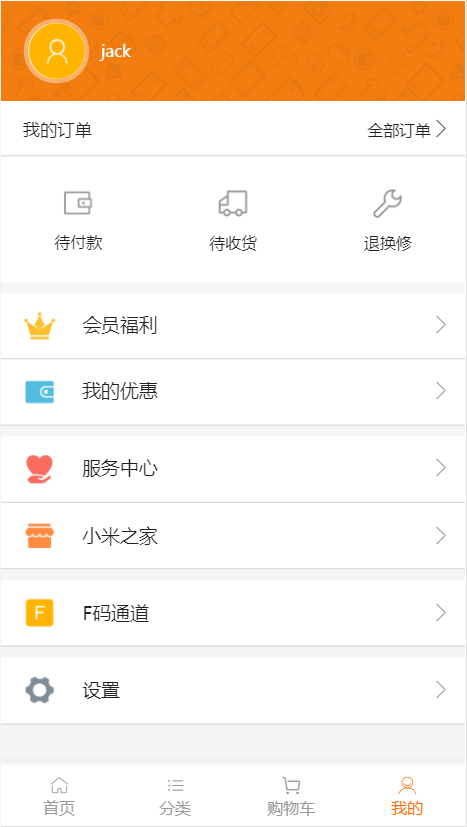 jack
我的订单 全部订单
待付款 待收货 退换修
会员福利
我的优惠
服务中心
小米之家
F F码通道
设置
首页 分类 购物车 我的